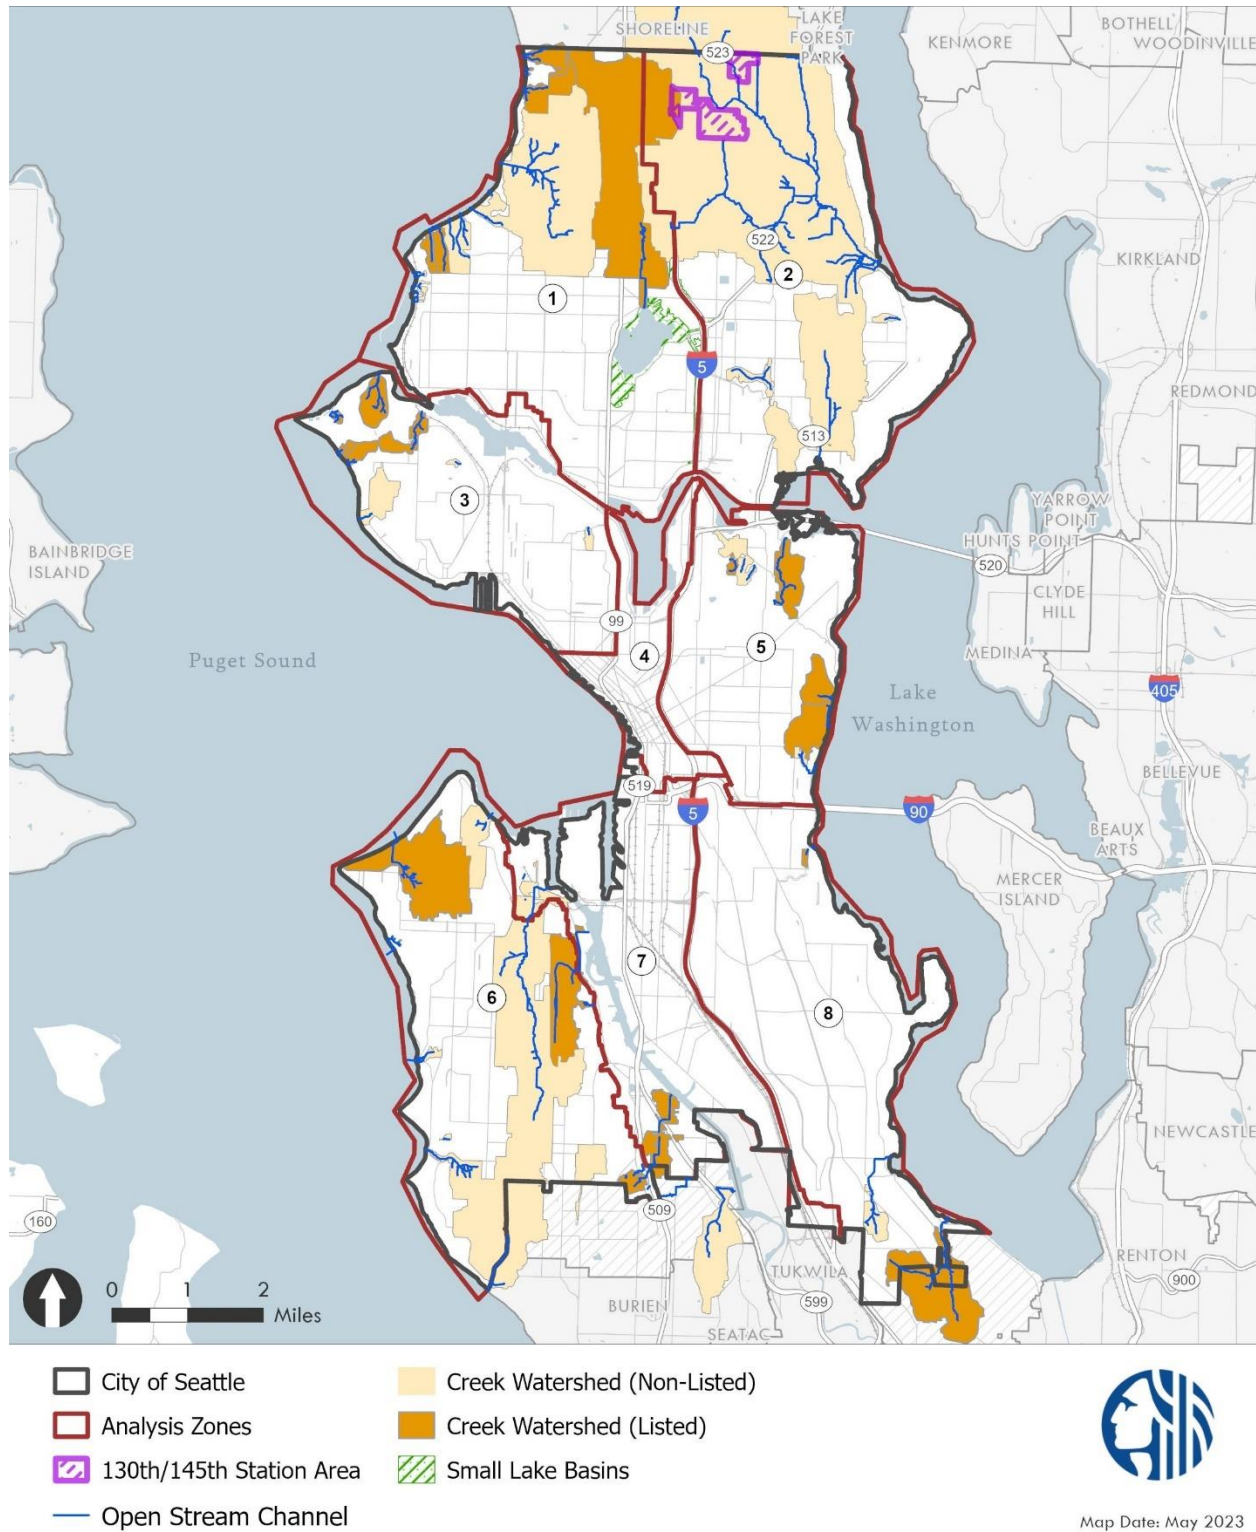 SHORELINE
LAKE
FOREST
PARK
BOTHELL
KENMORE
WOODINVILLE
523
522
1
2
KIRKLAND
5
REDMOND
513
3
YARROW
POINT
HUNTS POINT
BAINBRIDGE
ISLAND
520
CLYDE
HILL
99
4
5
Puget Sound
MEDINA
405
Lake
Washington
BELLEVUE
519
5
90
BEAUX
ARTS
MERCER
ISLAND
7
6
8
NEWCASTLE
160
509
RENTON
TUKWILA
900
599
BURIEN
SEATAC
0 1 2
Miles
City of Seattle
Analysis Zones
130th/145th Station Area
Open Stream Channel
Creek Watershed (Non-Listed)
Creek Watershed (Listed)
Small Lake Basins
Map Date: May 2023